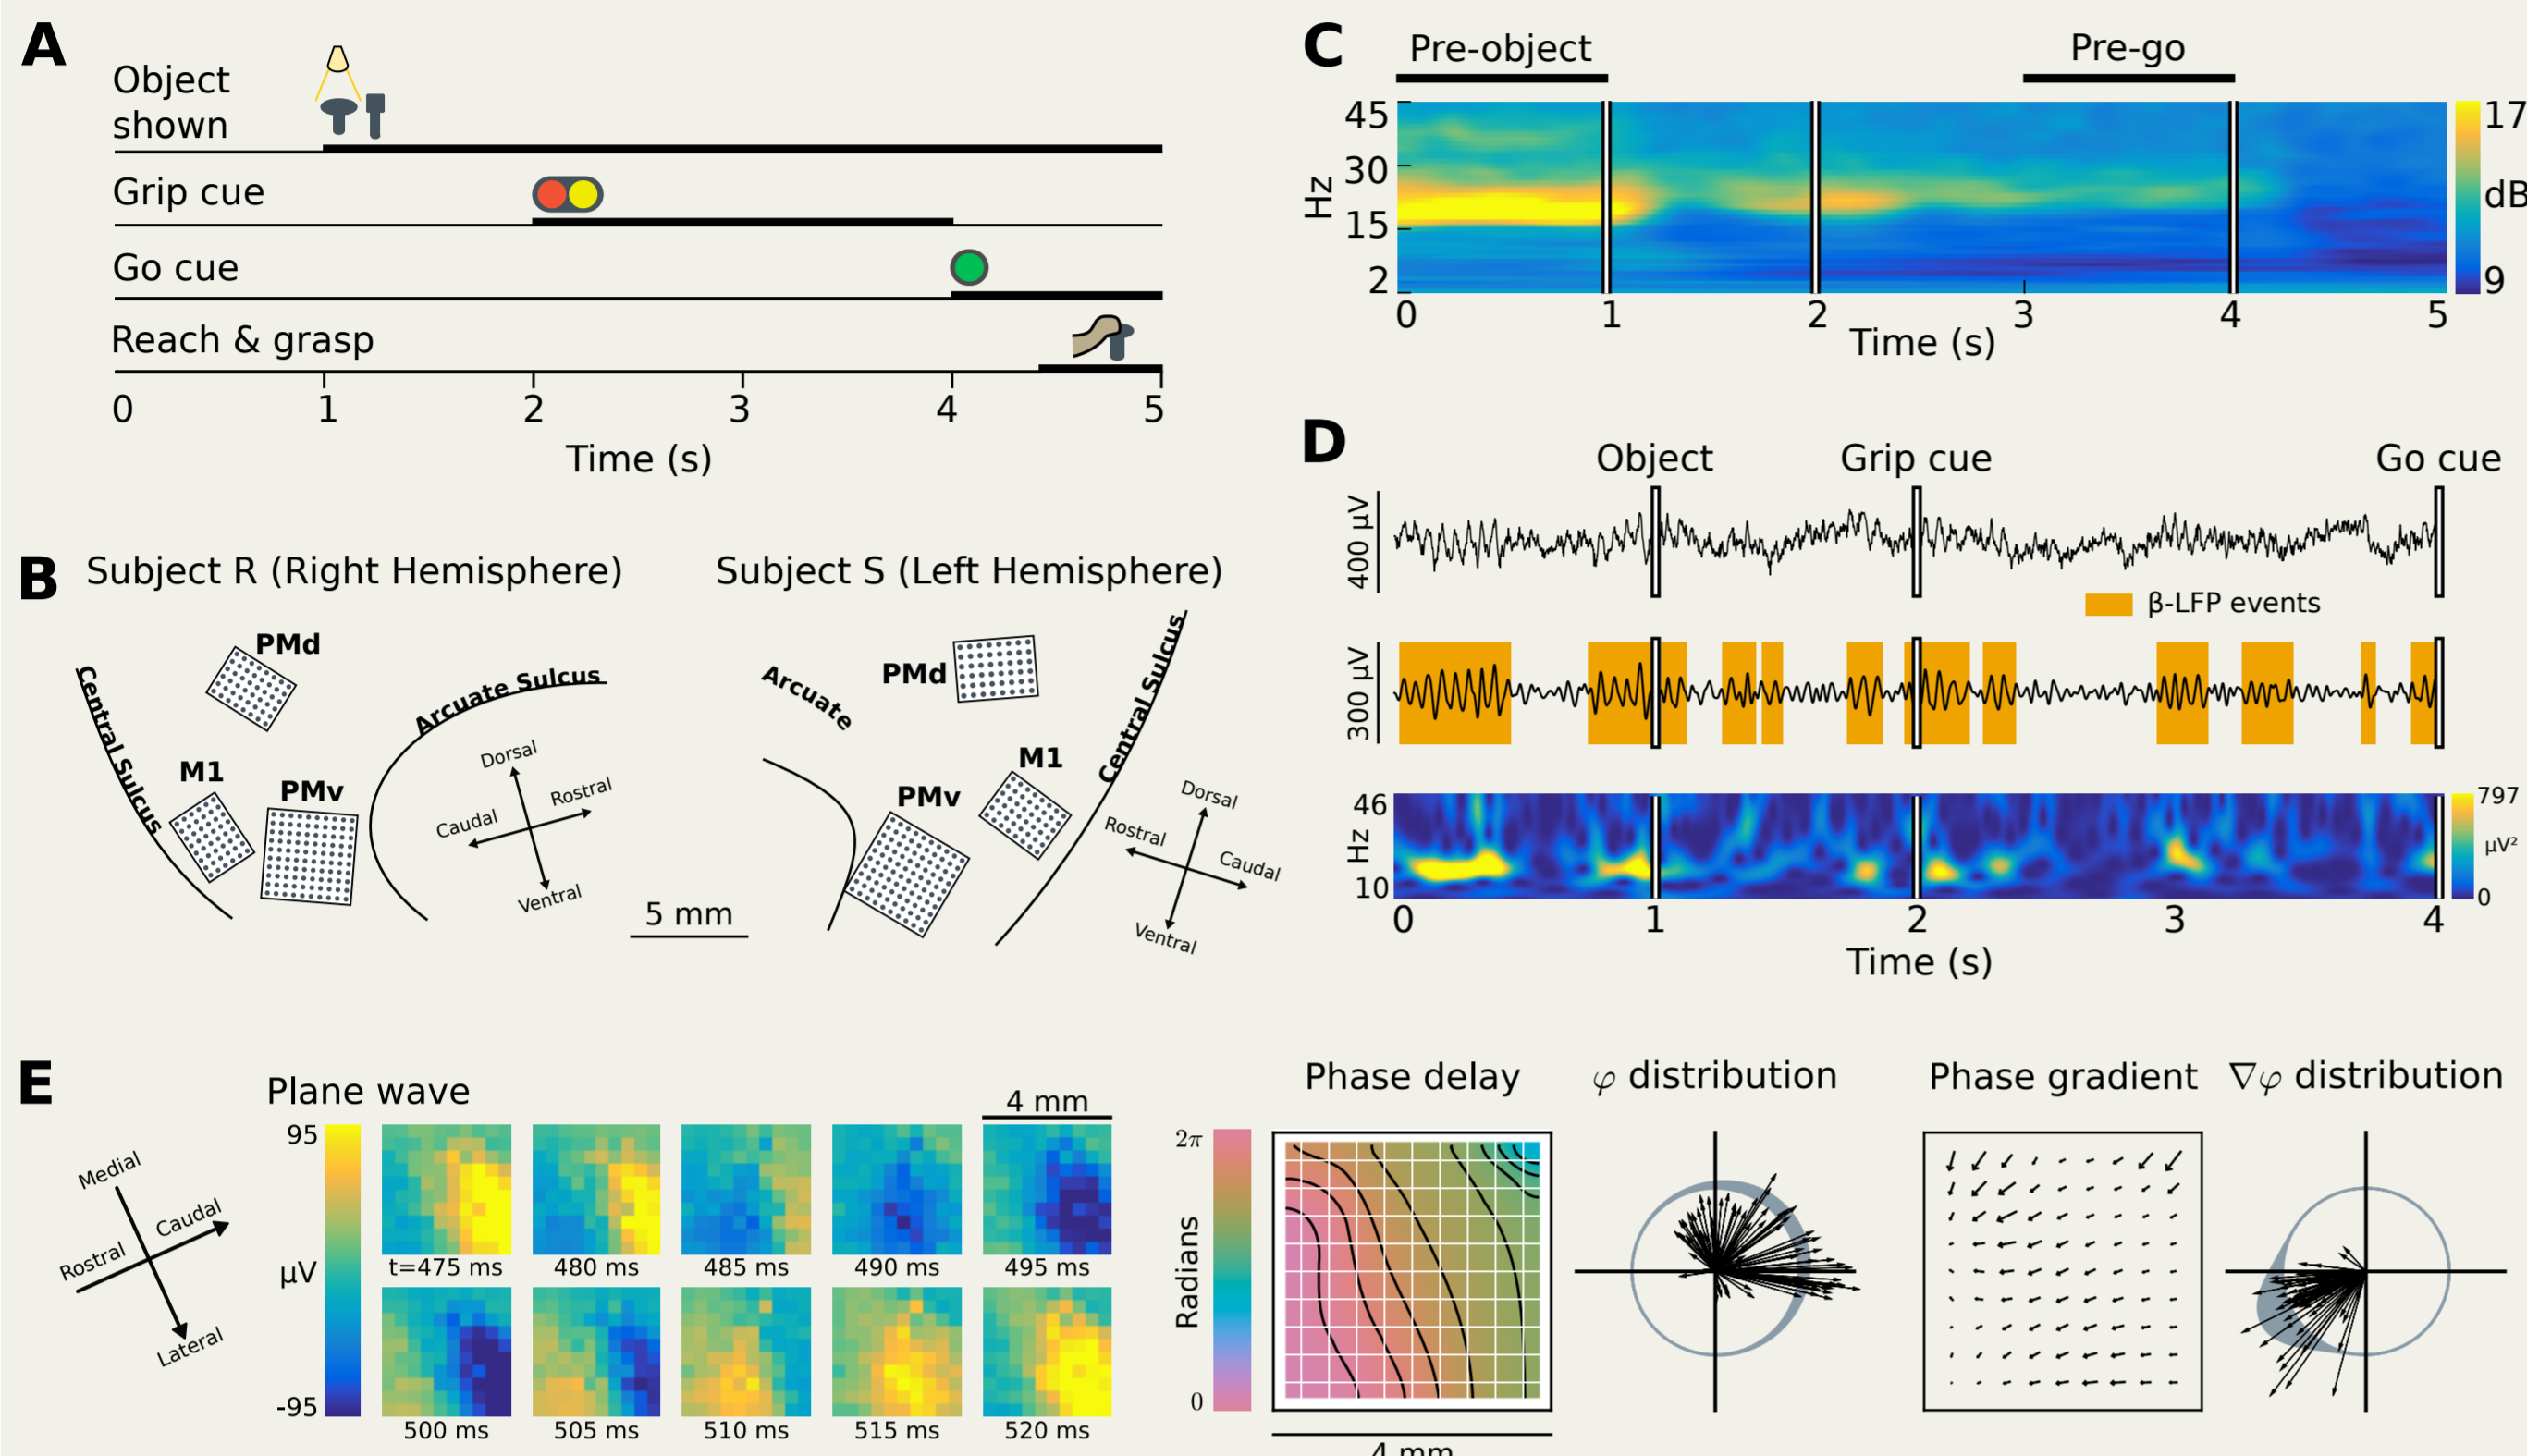 A
Object
shown
Grip cue
Go cue
Reach & grasp
0 1 2 3 4 5
Time (s)
B
Subject R (Right Hemisphere)
PMd
Central Sulcus
M1
PMv
Arcuate Sulcus
Dorsal
Rostral
Caudal
Ventral
5 mm
Subject S (Left Hemisphere)
Arcuate
PMd
Central Sulcus
M1
PMv
Dorsal
Rostral
Caudal
Ventral
C
Pre-object
Pre-go
45
30
15
2
Hz
0 1 2 3 4 5
Time (s)
17
dB
9
D
Object
Grip cue
Go cue
400 µV
β-LFP events
300 µV
46
Hz
10
797
µV²
0
0 1 2 3 4
Time (s)
E
Medial
Caudal
Rostral
Lateral
Plane wave
95
µV
-95
4 mm
t=475 ms 480 ms 485 ms 490 ms 495 ms
500 ms 505 ms 510 ms 515 ms 520 ms
Phase delay
2π
Radians
0
4 mm
φ distribution
Phase gradient
∇φ distribution